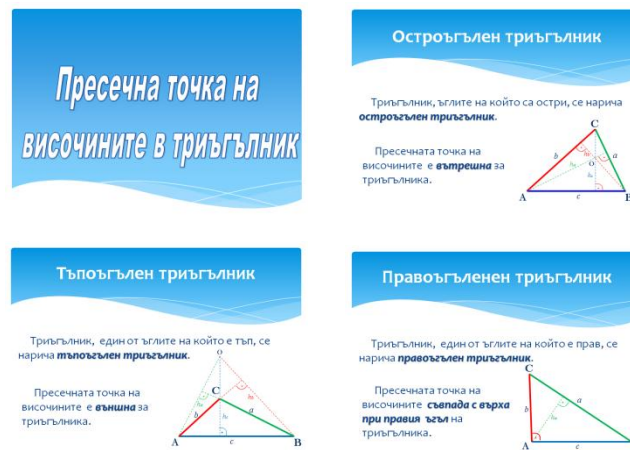 Пресечна точка на
височините в триъгълник
Остроъгълен триъгълник
Триъгълник, ъглите на който са остри, се нарича
остроъгълен триъгълник.
Пресечната точка на
височините е вътрешна за
триъгълника.
C
b
a
O
A
c
B
Тъпоъгълен триъгълник
Триъгълник, един от ъглите на който е тъп, се
нарича тъпоъгълен триъгълник.
Пресечната точка на
височините е външна за
триъгълника.
O
C
b
a
A
c
B
Правоъгъленен триъгълник
Триъгълник, един от ъглите на който е прав, се
нарича правоъгълен триъгълник.
Пресечната точка на
височините съвпада с върха
при правия ъгъл на
триъгълника.
C
b
a
A
c